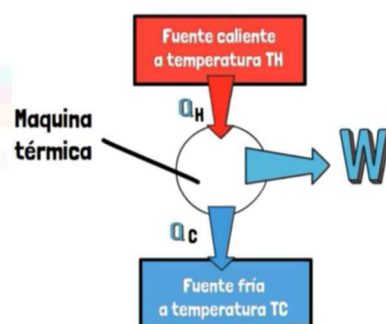 Fuente caliente
a temperatura TH
QH
Maquina
térmica
W
QC
Fuente fría
a temperatura TC